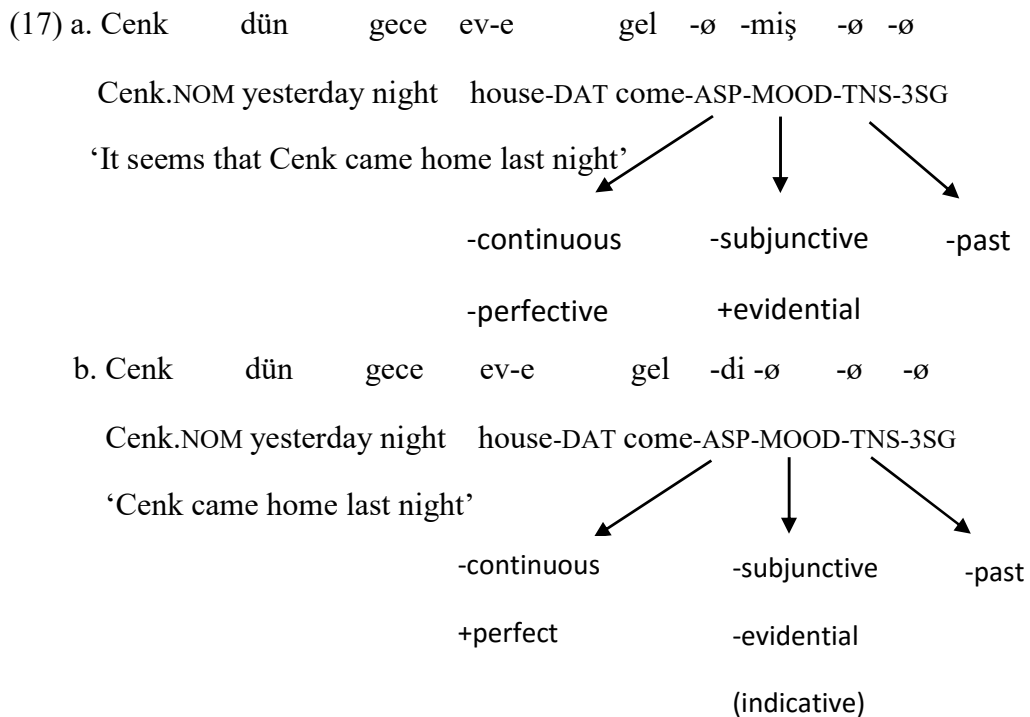 (17) a. Cenk dün gece ev-e gel -ø -miş -ø -ø
Cenk.NOM yesterday night house-DAT come-ASP-MOOD-TNS-3SG
‘It seems that Cenk came home last night’
-continuous -subjunctive -past
-perfective +evidential
b. Cenk dün gece ev-e gel -di -ø -ø -ø
Cenk.NOM yesterday night house-DAT come-ASP-MOOD-TNS-3SG
‘Cenk came home last night’
-continuous -subjunctive -past
+perfect -evidential
(indicative)